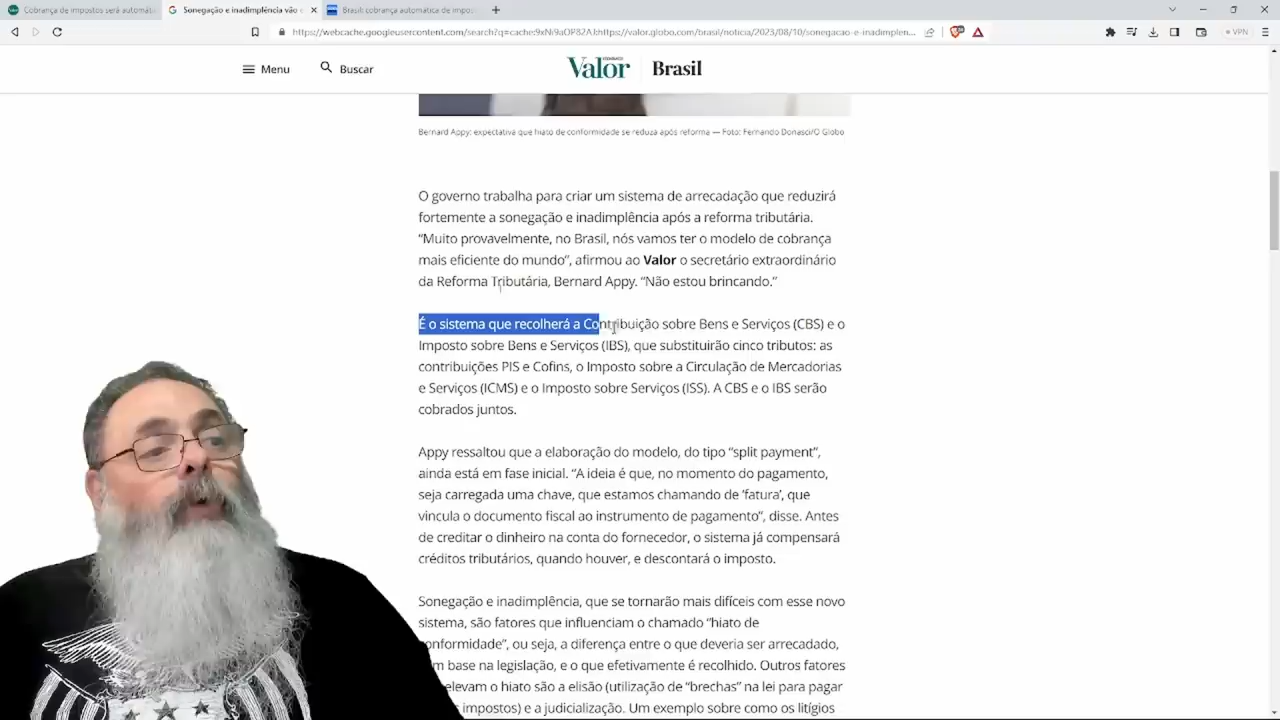 Cobrança de impostos será automáti
Sonegação e inadimplência vão
Brasil: cobrança automática de impos
https://webcache.googleusercontent.com/search?q=cache:9xNi9aOP82AJ:https://valor.globo.com/brasil/noticia/2023/08/10/sonegacao-e-inadimplen...
VPN
Menu
Buscar
Valor
Brasil
Bernard Appy: expectativa que hiato de conformidade se reduza após reforma — Foto: Fernando Donasci/O Globo
O governo trabalha para criar um sistema de arrecadação que reduzirá
fortemente a sonegação e inadimplência após a reforma tributária.
“Muito provavelmente, no Brasil, nós vamos ter o modelo de cobrança
mais eficiente do mundo”, afirmou ao Valor o secretário extraordinário
da Reforma Tributária, Bernard Appy. “Não estou brincando.”
É o sistema que recolherá a Contribuição sobre Bens e Serviços (CBS) e o
Imposto sobre Bens e Serviços (IBS), que substituirão cinco tributos: as
contribuições PIS e Cofins, o Imposto sobre a Circulação de Mercadorias
e Serviços (ICMS) e o Imposto sobre Serviços (ISS). A CBS e o IBS serão
cobrados juntos.
Appy ressaltou que a elaboração do modelo, do tipo “split payment”,
ainda está em fase inicial. “A ideia é que, no momento do pagamento,
seja carregada uma chave, que estamos chamando de ‘fatura’, que
vincula o documento fiscal ao instrumento de pagamento”, disse. Antes
de creditar o dinheiro na conta do fornecedor, o sistema já compensará
créditos tributários, quando houver, e descontará o imposto.
Sonegação e inadimplência, que se tornarão mais difíceis com esse novo
sistema, são fatores que influenciam o chamado “hiato de
onformidade”, ou seja, a diferença entre o que deveria ser arrecadado,
m base na legislação, e o que efetivamente é recolhido. Outros fatores
elevam o hiato são a elisão (utilização de “brechas” na lei para pagar
s impostos) e a judicialização. Um exemplo sobre como os litígios